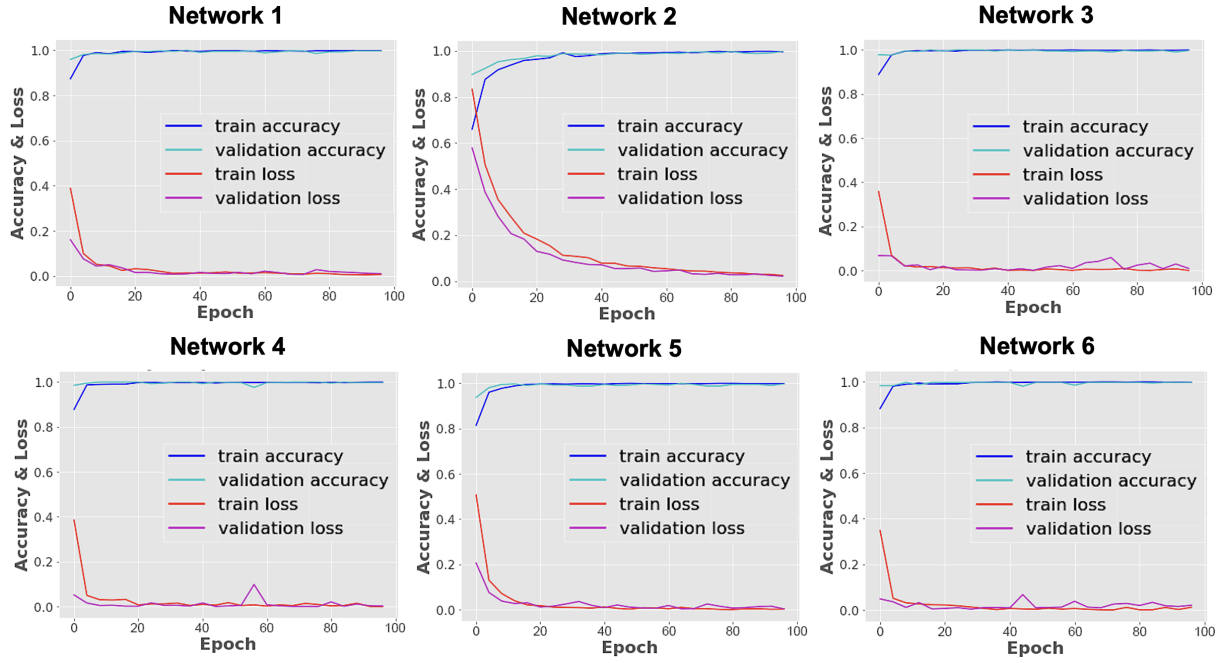 Network 1
Accuracy & Loss
1.0
0.8
0.6
0.4
0.2
0.0
train accuracy
validation accuracy
train loss
validation loss
0 20 40 60 80 100
Epoch
Network 2
Accuracy & Loss
1.0
0.8
0.6
0.4
0.2
0.0
train accuracy
validation accuracy
train loss
validation loss
0 20 40 60 80 100
Epoch
Network 3
Accuracy & Loss
1.0
0.8
0.6
0.4
0.2
0.0
train accuracy
validation accuracy
train loss
validation loss
0 20 40 60 80 100
Epoch
Network 4
Accuracy & Loss
1.0
0.8
0.6
0.4
0.2
0.0
train accuracy
validation accuracy
train loss
validation loss
0 20 40 60 80 100
Epoch
Network 5
Accuracy & Loss
1.0
0.8
0.6
0.4
0.2
0.0
train accuracy
validation accuracy
train loss
validation loss
0 20 40 60 80 100
Epoch
Network 6
Accuracy & Loss
1.0
0.8
0.6
0.4
0.2
0.0
train accuracy
validation accuracy
train loss
validation loss
0 20 40 60 80 100
Epoch